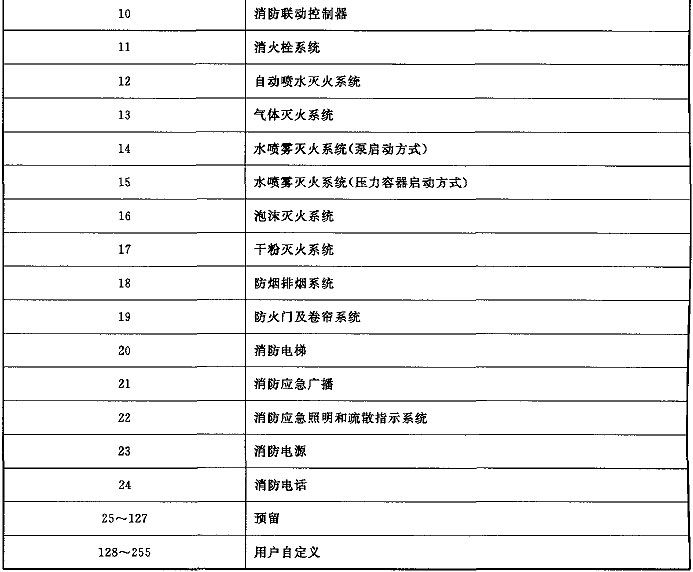 10 消防联动控制器
11 消火栓系统
12 自动喷水灭火系统
13 气体灭火系统
14 水喷雾灭火系统(泵启动方式)
15 水喷雾灭火系统(压力容器启动方式)
16 泡沫灭火系统
17 干粉灭火系统
18 防烟排烟系统
19 防火门及卷帘系统
20 消防电梯
21 消防应急广播
22 消防应急照明和疏散指示系统
23 消防电源
24 消防电话
25～127 预留
128～255 用户自定义